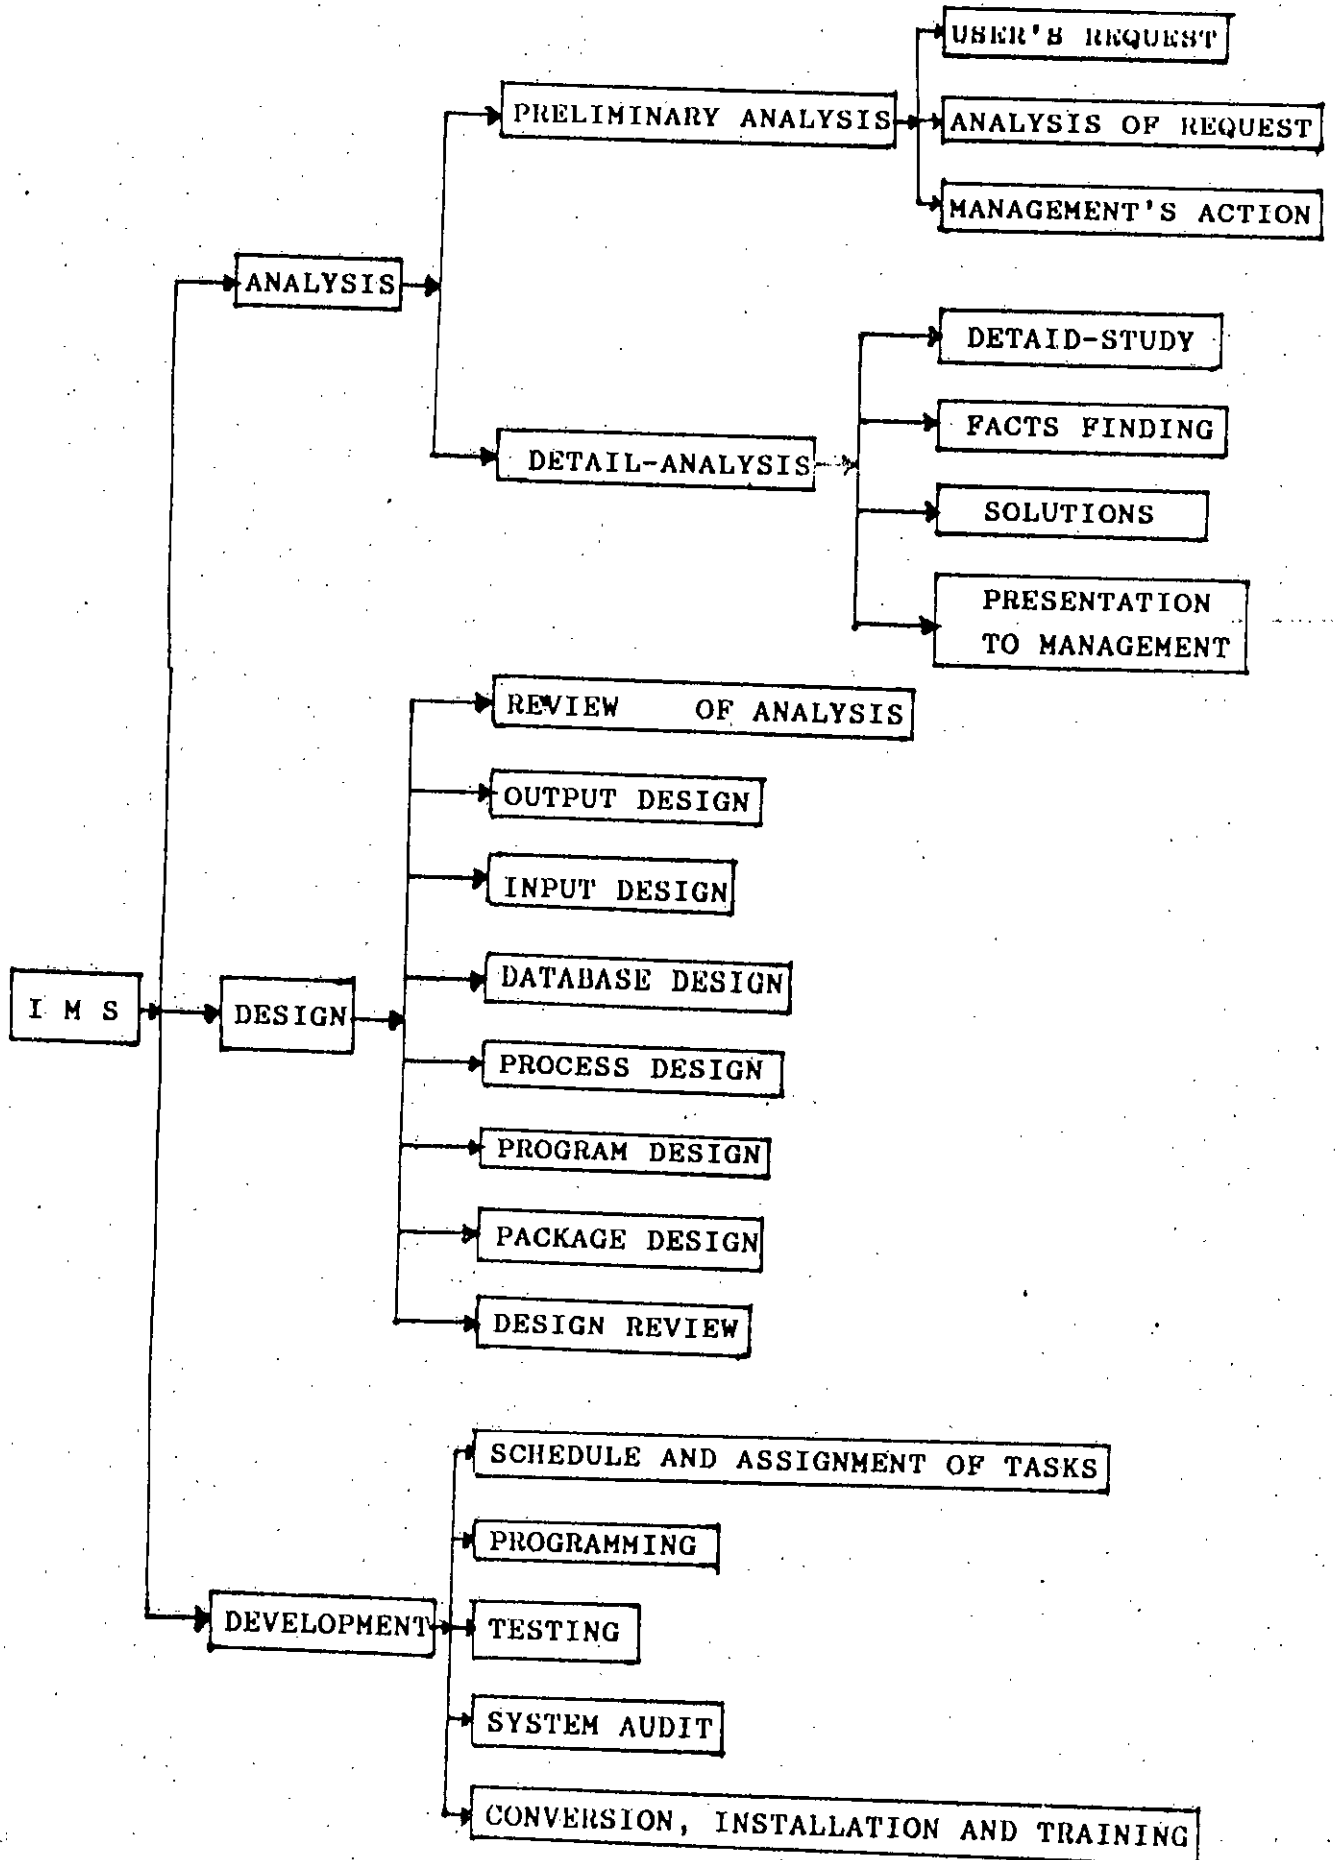 USER'S REQUEST
PRELIMINARY ANALYSIS
ANALYSIS OF REQUEST
MANAGEMENT'S ACTION
ANALYSIS
DETAID-STUDY
FACTS FINDING
DETAIL-ANALYSIS
SOLUTIONS
PRESENTATION
TO MANAGEMENT
REVIEW OF ANALYSIS
OUTPUT DESIGN
INPUT DESIGN
DATABASE DESIGN
I M S
DESIGN
PROCESS DESIGN
PROGRAM DESIGN
PACKAGE DESIGN
DESIGN REVIEW
SCHEDULE AND ASSIGNMENT OF TASKS
PROGRAMMING
DEVELOPMENT
TESTING
SYSTEM AUDIT
CONVERSION, INSTALLATION AND TRAINING